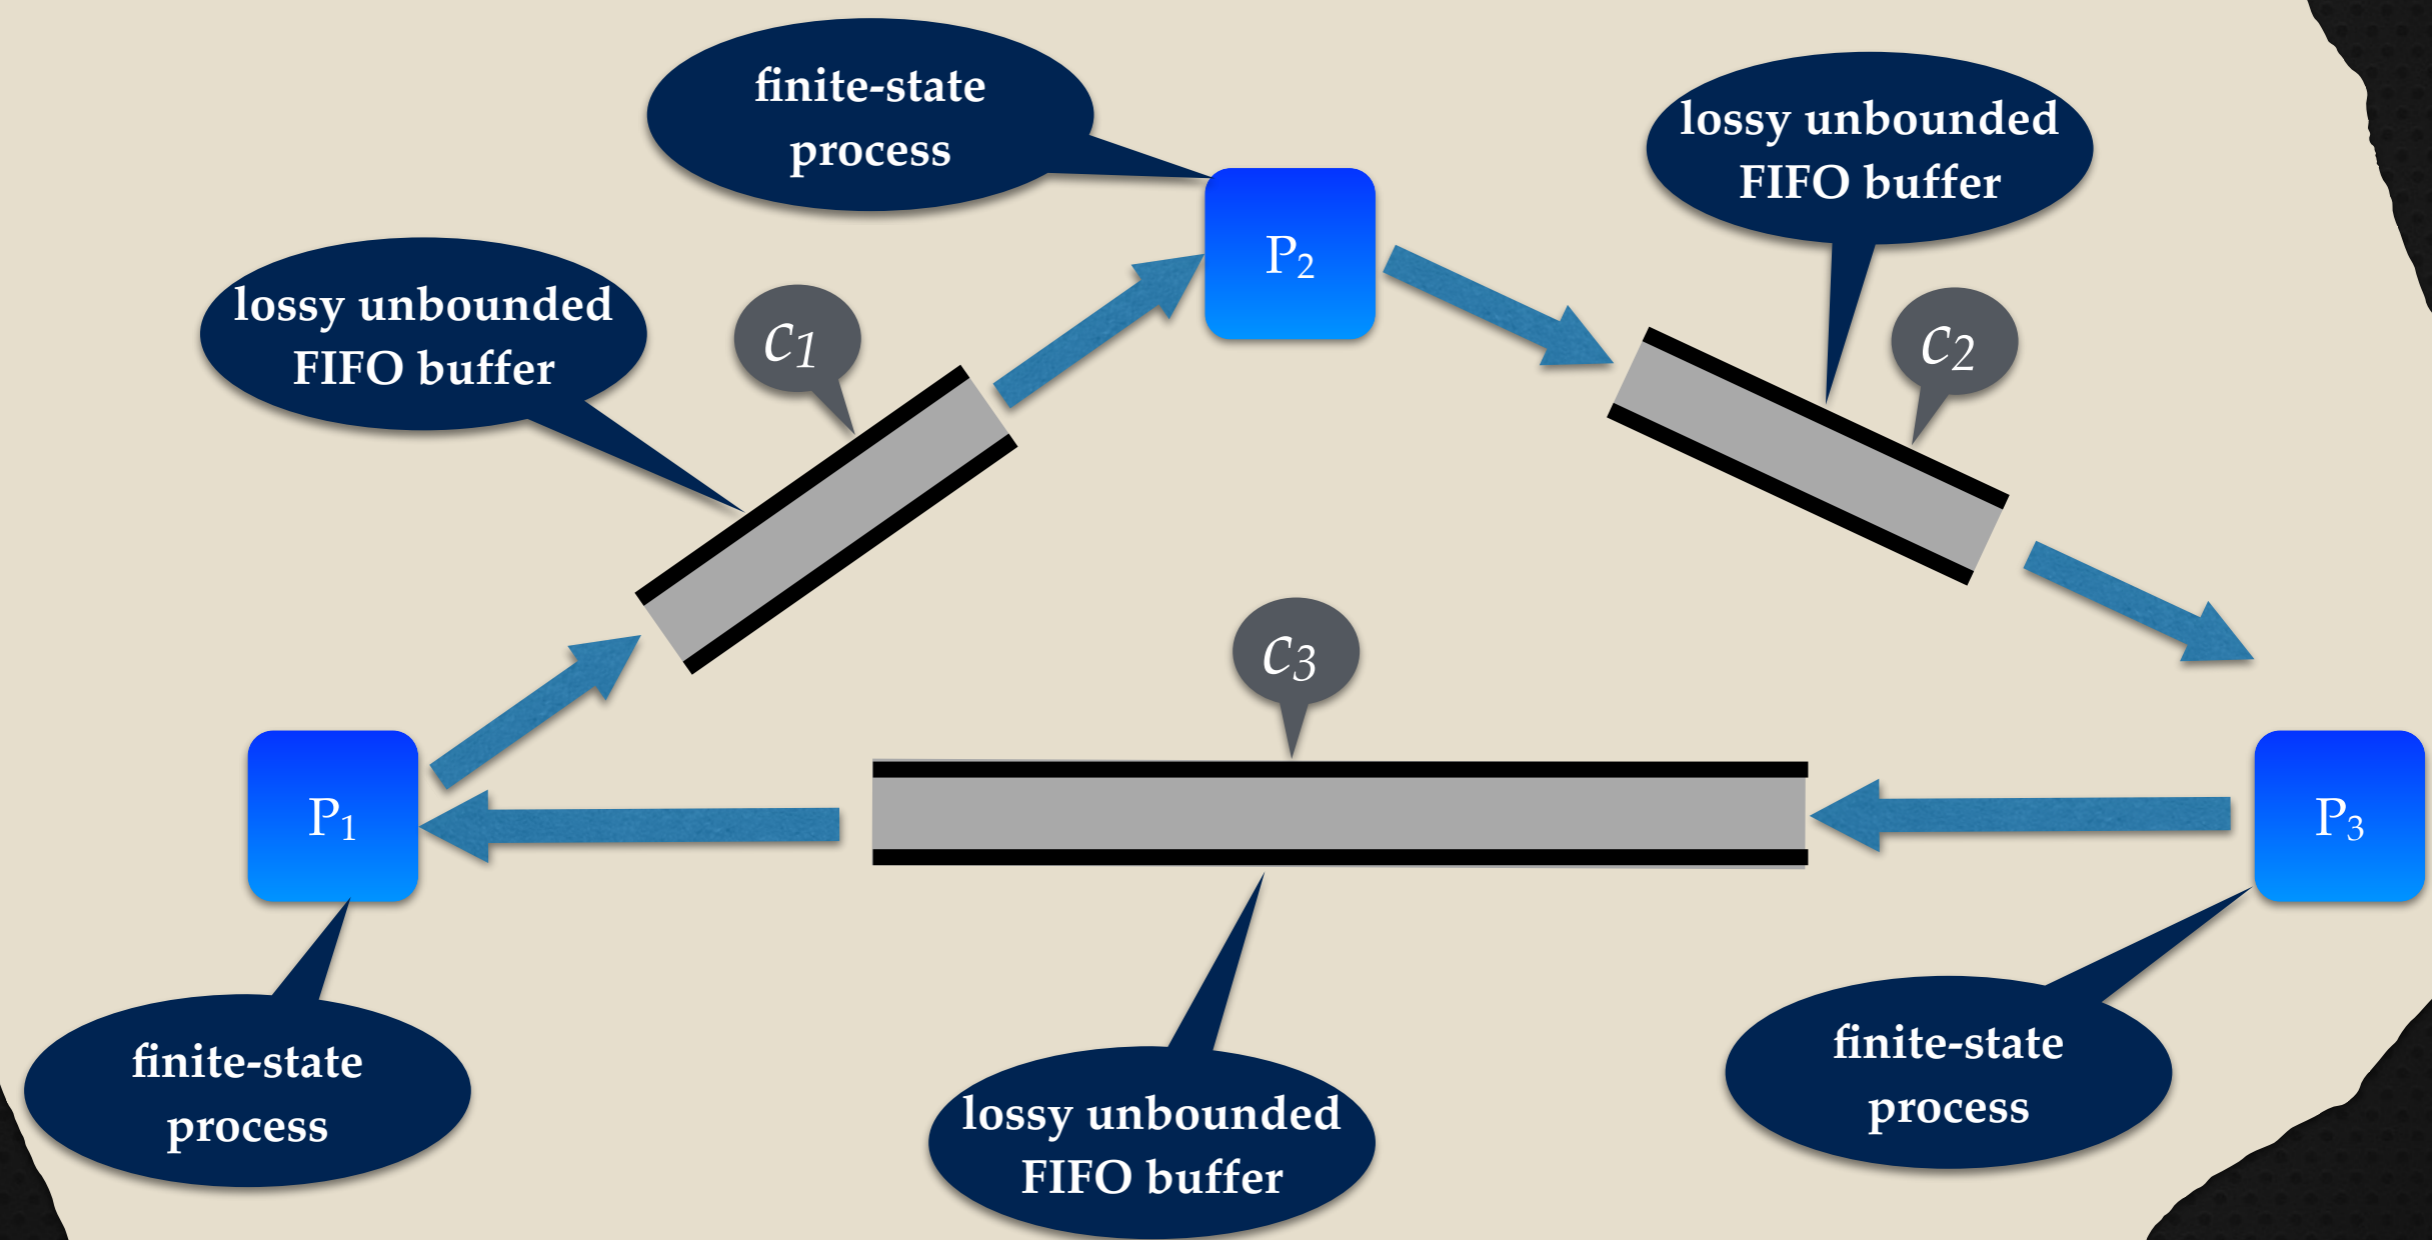 finite-state
process
lossy unbounded
FIFO buffer
P2
lossy unbounded
FIFO buffer
c1
c2
c3
P1
P3
finite-state
process
lossy unbounded
FIFO buffer
finite-state
process